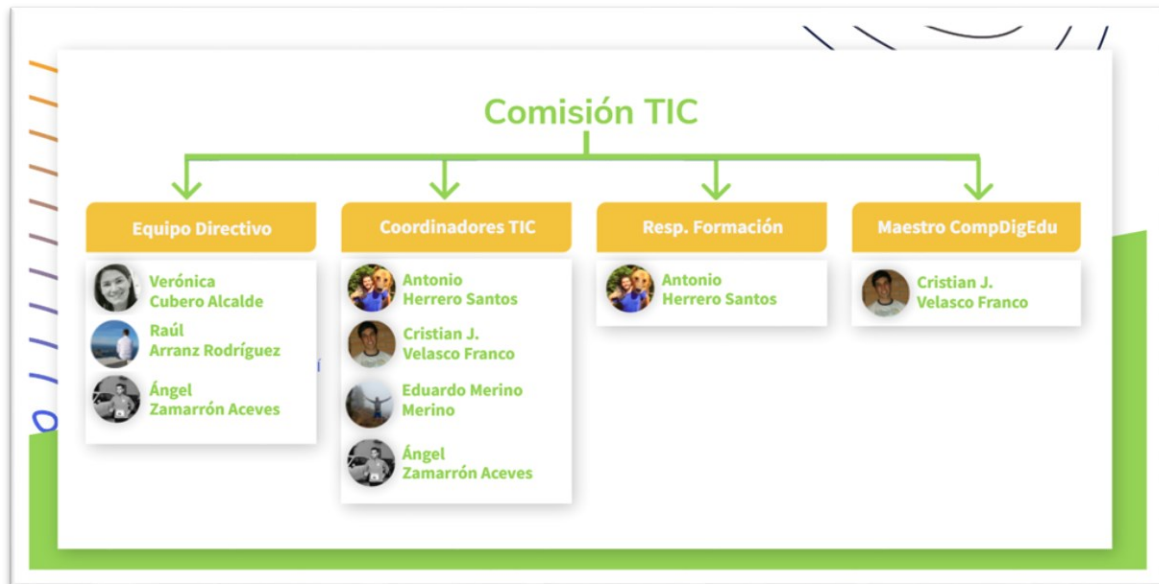 Comisión TIC
Equipo Directivo
Verónica
Cubero Alcalde
Raúl
Arranz Rodríguez
Ángel
Zamarrón Aceves
Coordinadores TIC
Antonio
Herrero Santos
Cristian J.
Velasco Franco
Eduardo Merino
Merino
Ángel
Zamarrón Aceves
Resp. Formación
Antonio
Herrero Santos
Maestro CompDigEdu
Cristian J.
Velasco Franco